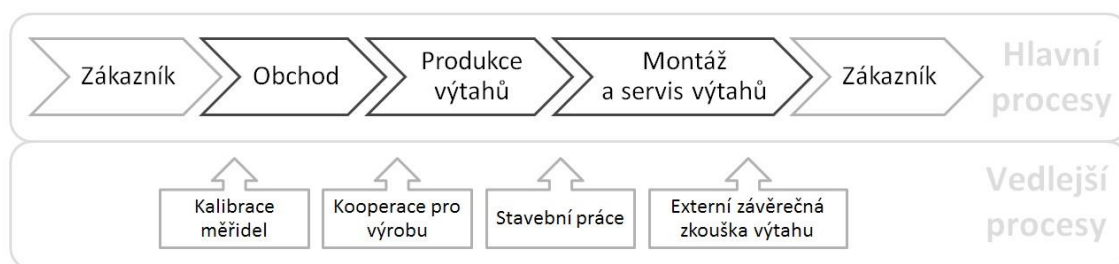 Zákazník
Obchod
Produkce
výtahů
Montáž
a servis výtahů
Zákazník
Hlavní
procesy
Kalibrace
měřidel
Kooperace pro
výrobu
Stavební práce
Externí závěrečná
zkouška výtahu
Vedlejší
procesy